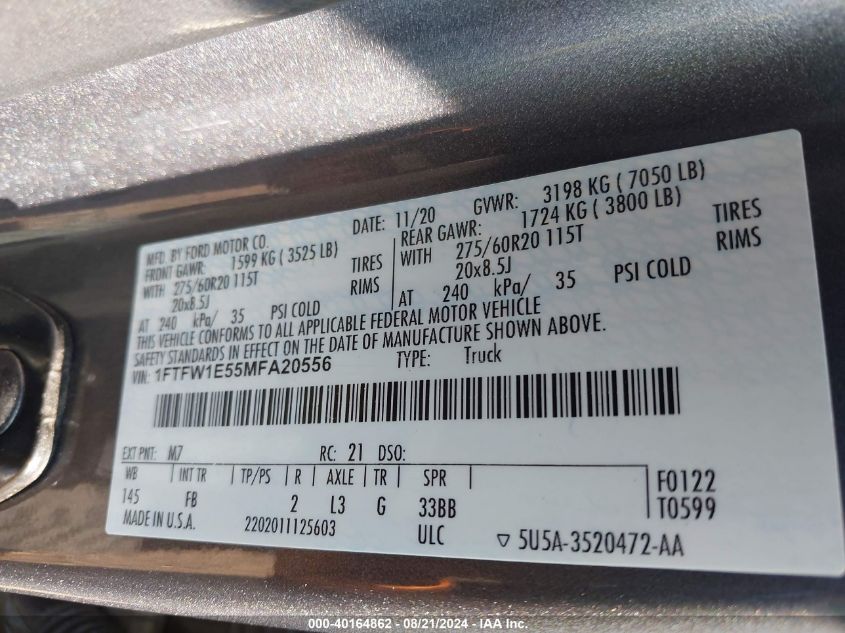 MFD. BY FORD MOTOR CO.
DATE: 11/20 GVWR: 3198 KG ( 7050 LB)
FRONT GAWR: 1599 KG ( 3525 LB)
REAR GAWR: 1724 KG ( 3800 LB)
WITH 275/60R20 115T TIRES
WITH 275/60R20 115T TIRES
20x8.5J RIMS
20x8.5J RIMS
AT 240 kPa/ 35 PSI COLD
AT 240 kPa/ 35 PSI COLD
THIS VEHICLE CONFORMS TO ALL APPLICABLE FEDERAL MOTOR VEHICLE
SAFETY STANDARDS IN EFFECT ON THE DATE OF MANUFACTURE SHOWN ABOVE.
VIN: 1FTFW1E55MFA20556 TYPE: Truck
EXT PNT: M7 RC: 21 DSO:
WB | INT TR | TP/PS | R | AXLE | TR | SPR
F0122
145 FB 2 L3 G 33BB
T0599
MADE IN U.S.A. 2202011125603 ULC
5U5A-3520472-AA
000-40164862 - 08/21/2024 - IAA Inc.